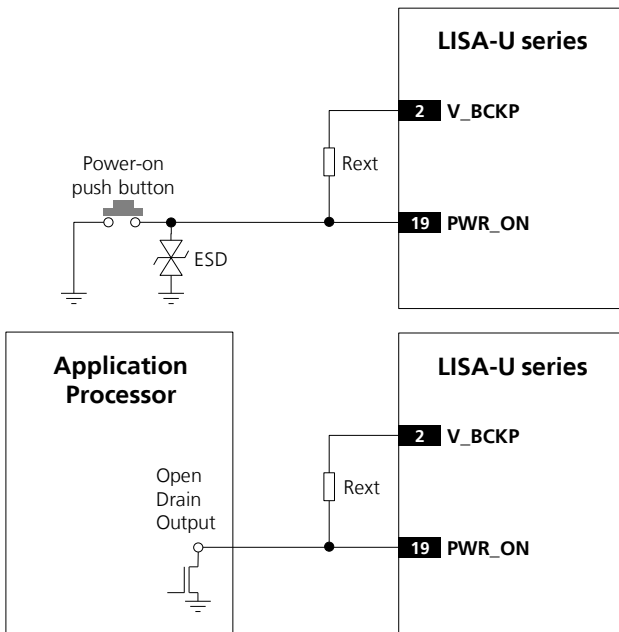 LISA-U series
2 V_BCKP
Rext
Power-on
push button
19 PWR_ON
ESD
Application
Processor
LISA-U series
2 V_BCKP
Rext
Open
Drain
Output
19 PWR_ON